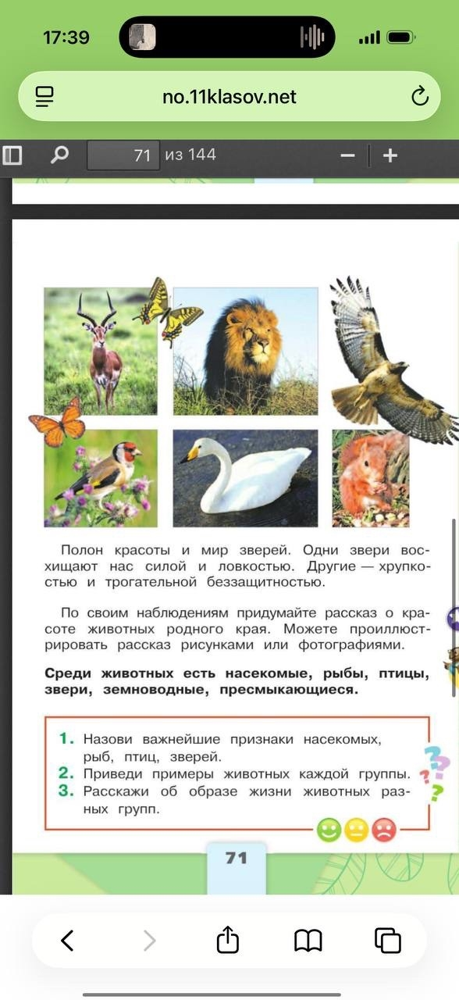 17:39
no.11klasov.net
71 из 144
Полон красоты и мир зверей. Одни звери вос-
хищают нас силой и ловкостью. Другие — хрупко-
стью и трогательной беззащитностью.
По своим наблюдениям придумайте рассказ о кра-
соте животных родного края. Можете проиллюст-
рировать рассказ рисунками или фотографиями.
Среди животных есть насекомые, рыбы, птицы,
звери, земноводные, пресмыкающиеся.
1. Назови важнейшие признаки насекомых,
рыб, птиц, зверей.
2. Приведи примеры животных каждой группы.
3. Расскажи об образе жизни животных раз-
ных групп.
? ? ? ?
71